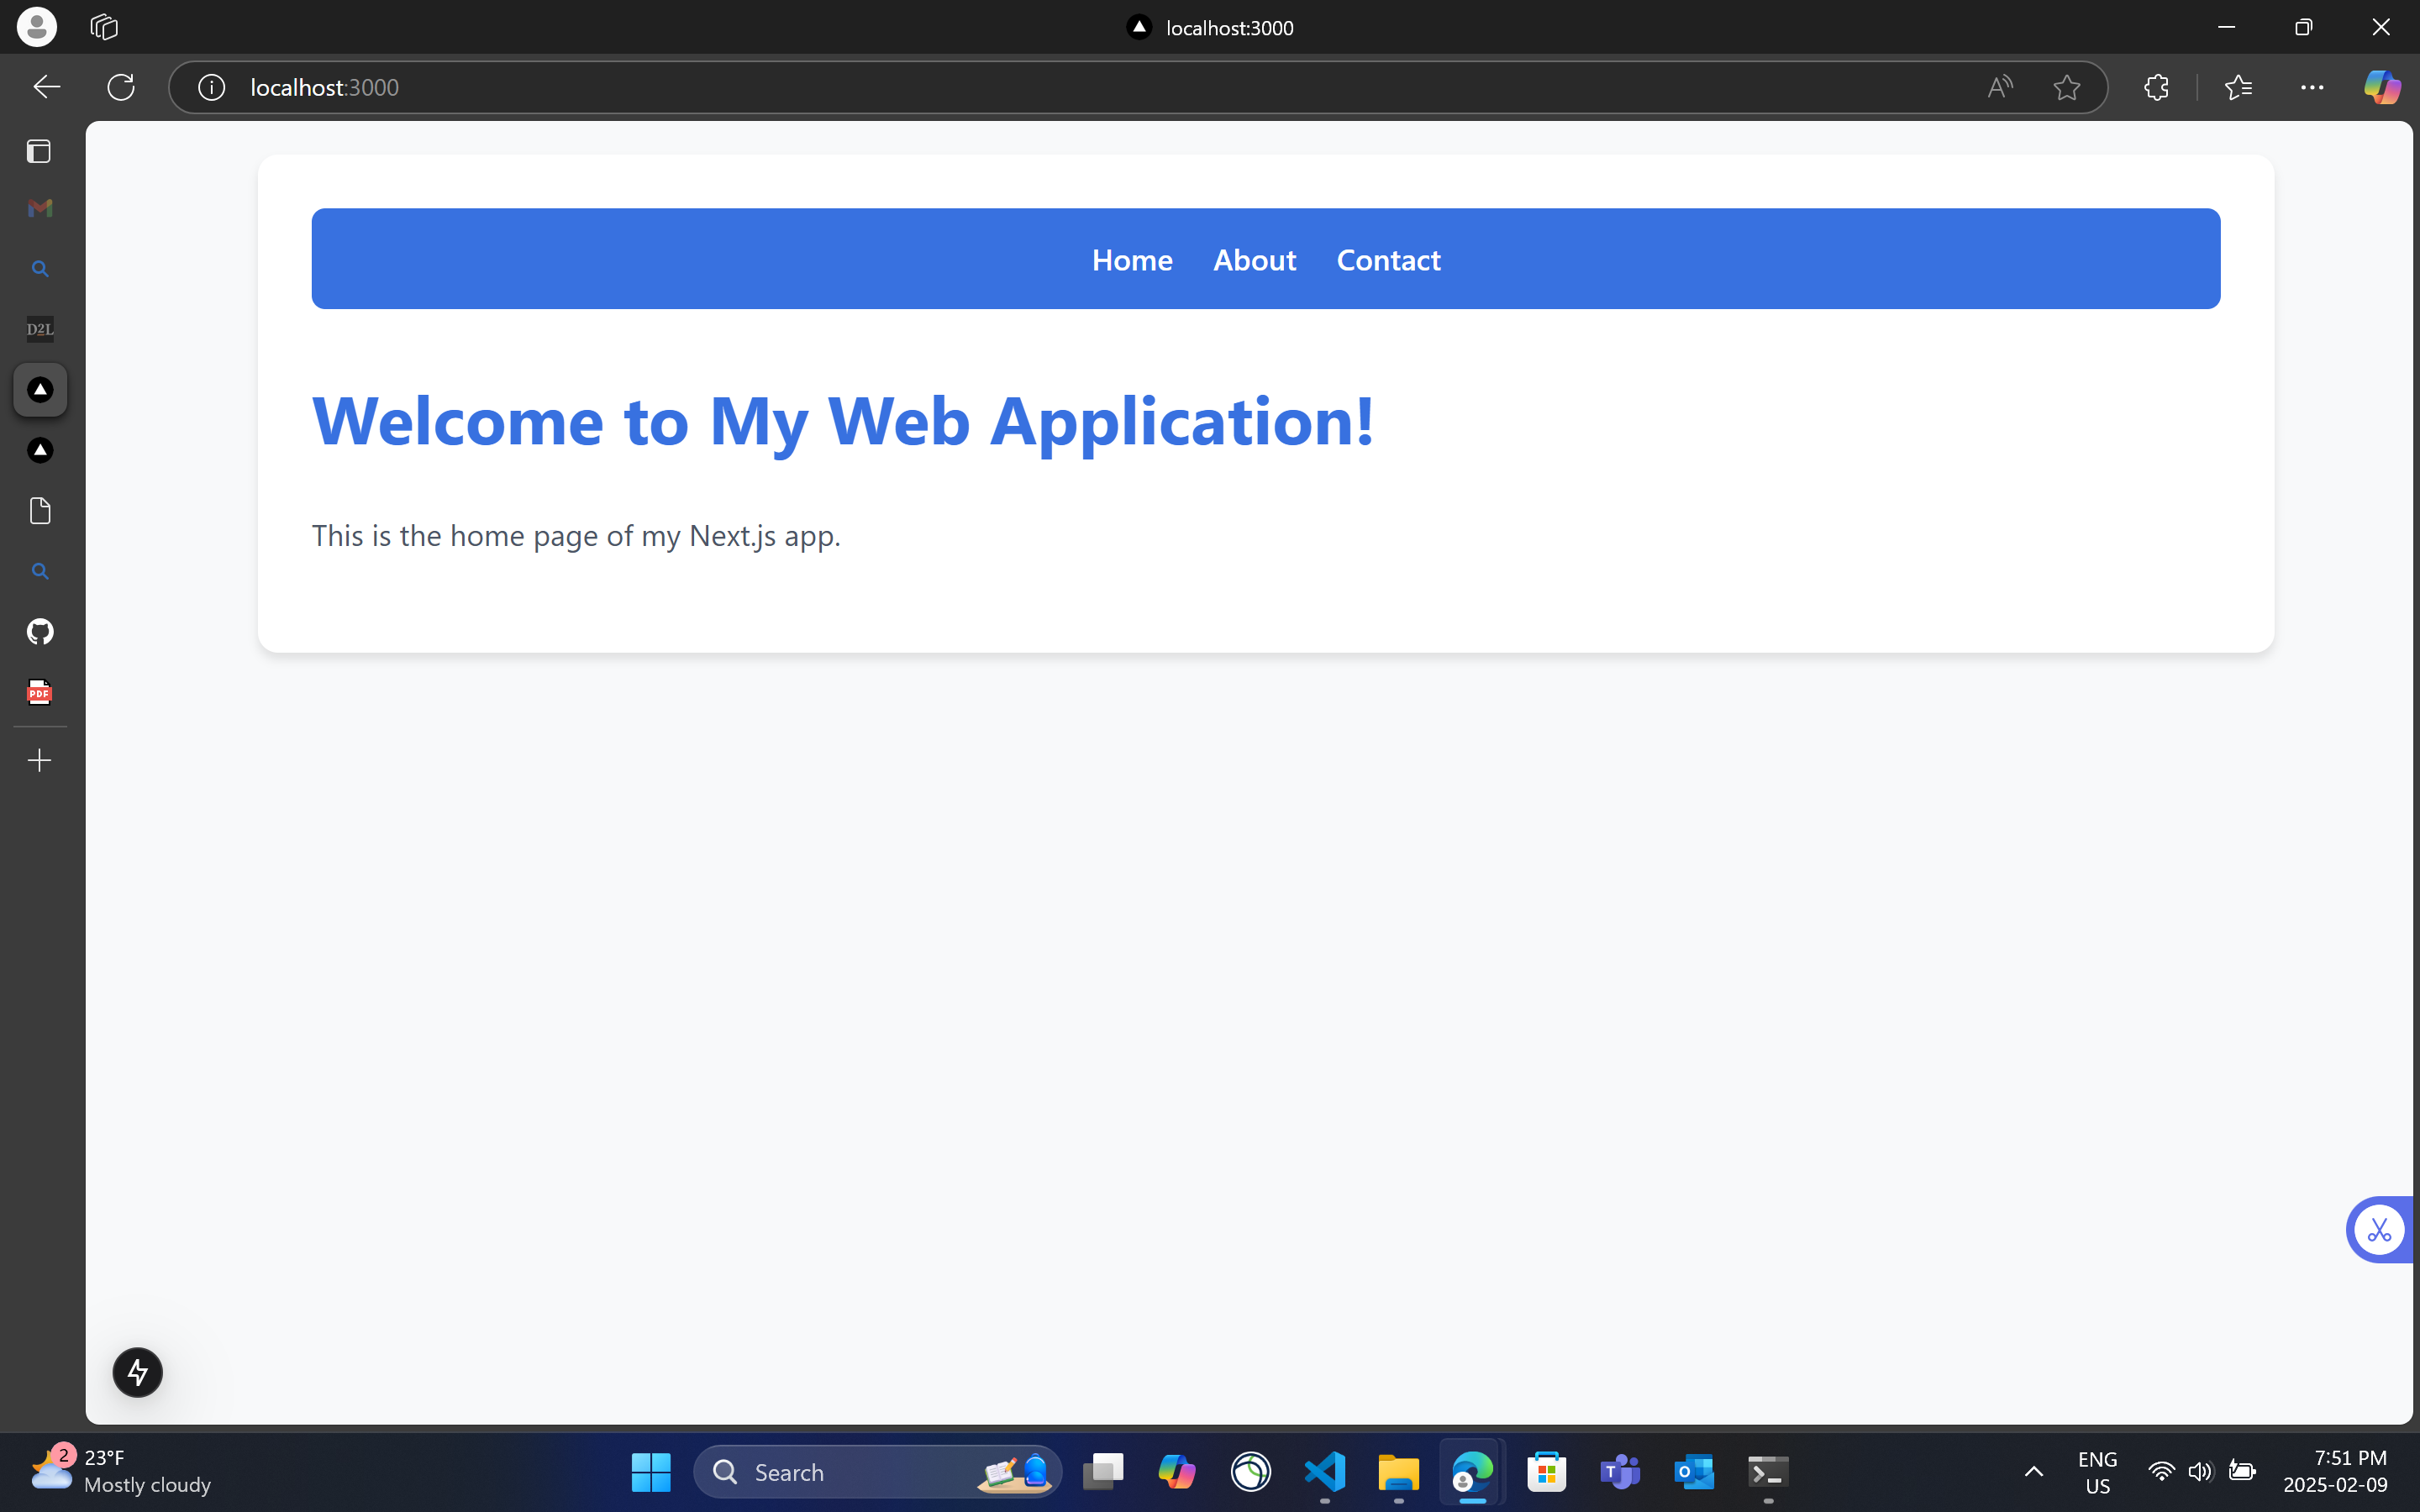 localhost:3000
localhost:3000
D2L
PDF
Home About Contact
Welcome to My Web Application!
This is the home page of my Next.js app.
2
23°F
Mostly cloudy
Search
T
O
ENG
US
7:51 PM
2025-02-09